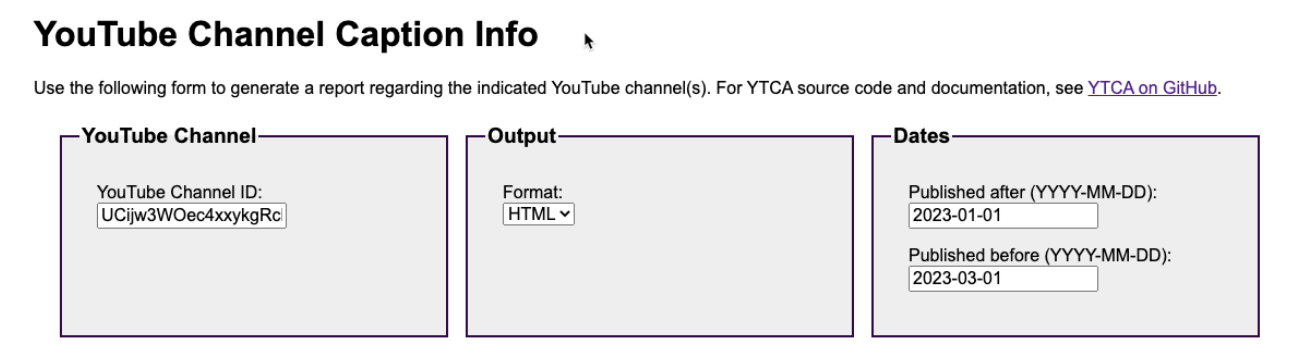 YouTube Channel Caption Info
Use the following form to generate a report regarding the indicated YouTube channel(s). For YTCA source code and documentation, see YTCA on GitHub.
YouTube Channel
YouTube Channel ID:
UCijw3WOec4xxykgRc
Output
Format:
HTML
Dates
Published after (YYYY-MM-DD):
2023-01-01
Published before (YYYY-MM-DD):
2023-03-01